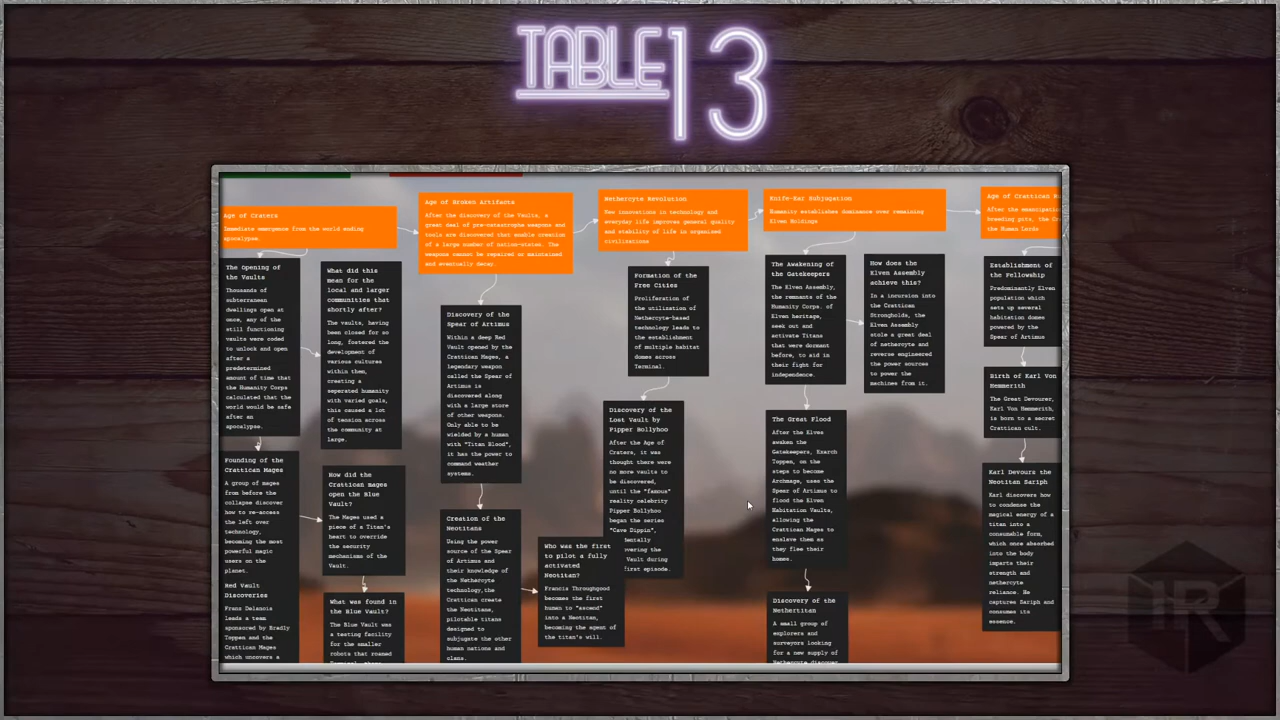 TABLE 13
Age of Craters
Immediate emergence from the world ending
apocalypse.
The Opening of
the Vaults
Thousands of
subterranean
dwellings open at
once, any of the
still functioning
vaults were coded
to unlock and open
after a
predetermined
amount of time that
the Humanity Corps
calculated that the
world would be safe
after an
apocalypse.
What did this
mean for the
local and larger
communities that
shortly after?
The vaults, having
been closed for so
long, fostered the
development of
various cultures
within them,
creating a
seperated humanity
with varied goals,
this caused a lot
of tension across
the community at
large.
Founding of the
Crattican Mages
A group of mages
from before the
collapse discover
how to re-access
the left over
technology,
becoming the most
powerful magic
users on the
planet.
How did the
Crattican mages
open the Blue
Vault?
The Mages used a
piece of a Titan's
heart to override
the security
mechanisms of the
Vault.
Red Vault
Discoveries
Frans Delanois
leads a team
sponsored by Bradly
Toppen and the
Crattican Mages
which uncovers a
What was found in
the Blue Vault?
The Blue Vault was
a testing facility
for the smaller
robots that roamed
Age of Broken Artifacts
After the discovery of the Vaults, a
great deal of pre-catastrophe weapons and
tools are discovered that enable creation
of a large number of nation-states. The
weapons cannot be repaired or maintained
and eventually decay.
Discovery of the
Spear of Artimus
Within a deep Red
Vault opened by the
Crattican Mages, a
legendary weapon
called the Spear of
Artimus is
discovered along
with a large store
of other weapons.
Only able to be
wielded by a human
with "Titan Blood",
it has the power to
command weather
systems.
Creation of the
Neotitans
Using the power
source of the Spear
of Artimus and
their knowledge of
the Nethercyte
technology,the
Crattican create
the Neotitans,
pilotable titans
designed to
subjugate the other
human nations and
clans.
Who was the first
to pilot a fully
activated
Neotitan?
Francis Throughgood
becomes the first
human to "ascend"
into a Neotitan,
becoming the agent of
the titan's will.
Nethercyte Revolution
New innovations in technology and
everyday life improves general quality
and stability of life in organized
civilizations
Formation of the
Free Cities
Proliferation of
the utilization of
Nethercyte-based
technology leads to
the establishment
of multiple habitat
domes across
Terminal.
Discovery of the
Lost Vault by
Pipper Bollyhoo
After the Age of
Craters, it was
thought there were
no more vaults to
be discovered,
until the "famous"
reality celebrity
Pipper Bollyhoo
began the series
"Cave Dippin",
mentally
vering the
Vault during
first episode.
Knife-Ear Subjugation
Humanity establishes dominance over remaining
Elven Holdings
The Awakening of
the Gatekeepers
The Elven Assembly,
the remnants of the
Humanity Corps. of
elven heritage,
seek out and
activate Titans
that were dormant
before, to aid in
their fight for
independence.
How does the
Elven Assembly
achieve this?
In a incursion into
the Crattican
Strongholds, the
Elven Assembly
stole a great deal
of nethercyte and
reverse engineered
the power sources
to power the
machines from it.
The Great Flood
After the Elves
awaken the
Gatekeepers, Exarch
Toppen, on the
steps to become
Archmage, uses the
Spear of Artimus to
flood the Elven
Habitation Vaults,
allowing the
Crattican Mages to
enslave them as
they flee their
homes.
Discovery of the
Nethertitan
A small group of
explorers and
surveyors looking
for a new supply of
Nethercyte discover
Age of Crattican
After the emancipation
breeding pits, the
the Human Lords
Establishment of
the Fellowship
Predominantly Elven
population which
sets up several
habitation domes
powered by the
Spear of Artimus
Birth of Karl Von
Hemmerith
The Great Devourer,
Karl Von Hemmerith,
is born to a secret
Crattican cult.
Karl Devours the
Neotitan Sariph
Karl discovers how
to condense the
magical energy of a
titan into a
consumable form,
which once absorbed
into the body
imparts their
strength and
nethercyte
reliance. He
captures Sariph and
consumes its
essence.